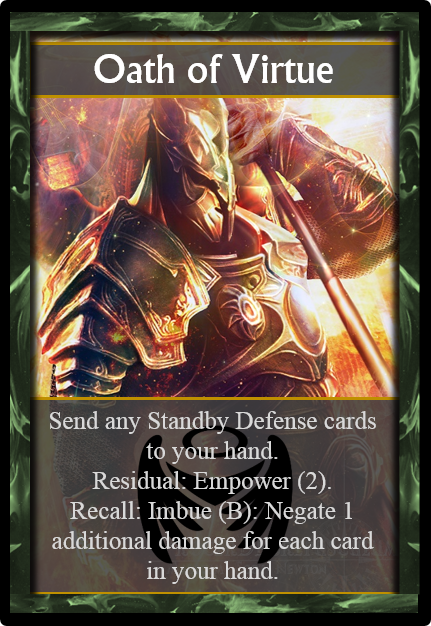 Oath of Virtue
Send any Standby Defense cards
to your hand.
Residual: Empower (2).
Recall: Imbue (B): Negate 1
additional damage for each card
in your hand.